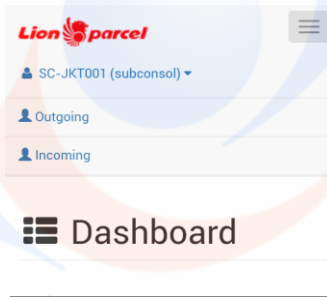 Lion parcel
SC-JKT001 (subconsol)
Outgoing
Incoming
Dashboard